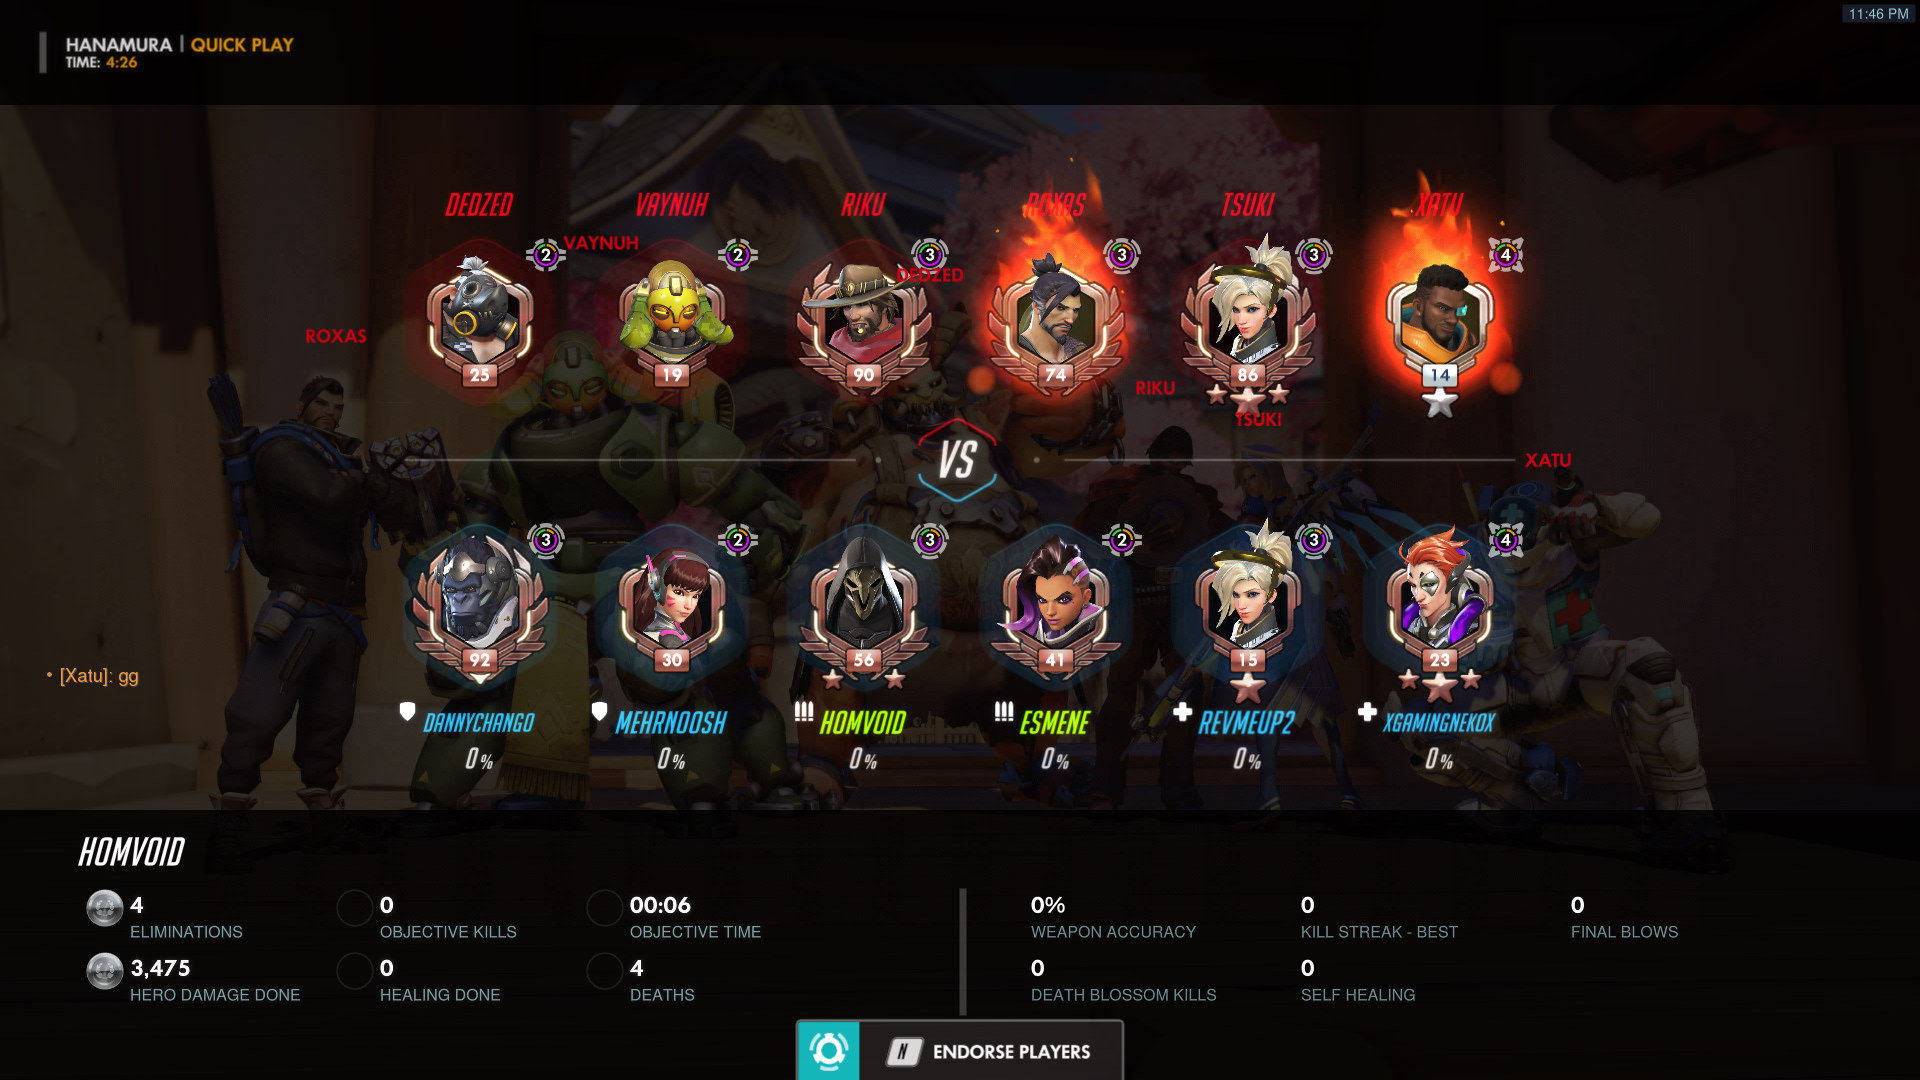 11:46 PM
HANAMURA | QUICK PLAY
TIME: 4:26
DEDZED VAYNUH RIKU ROXAS TSUKI XATU
2 2 3 3 3 4
VAYNUH
DEDZED
ROXAS
25 19 90 74 86 14
RIKU
TSUKI
VS
XATU
3 2 3 2 3 4
92 30 56 41 15 23
• [Xatu]: gg
DANNYCHANGO MEHRNOOSH HOMVOID ESMENE REVMEUP2 XGAMINGNEKOX
0% 0% 0% 0% 0% 0%
HOMVOID
4 0 00:06 0% 0 0
ELIMINATIONS OBJECTIVE KILLS OBJECTIVE TIME WEAPON ACCURACY KILL STREAK - BEST FINAL BLOWS
3,475 0 4 0 0
HERO DAMAGE DONE HEALING DONE DEATHS DEATH BLOSSOM KILLS SELF HEALING
N ENDORSE PLAYERS